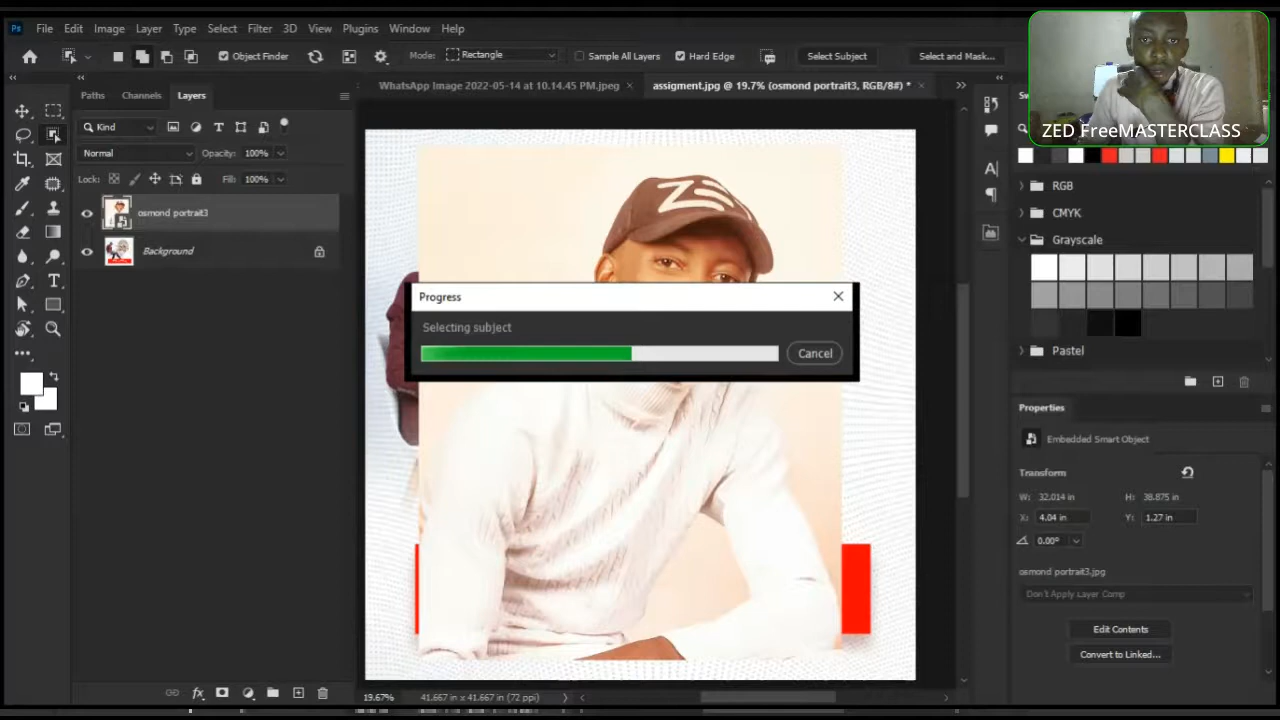 Ps File Edit Image Layer Type Select Filter 3D View Plugins Window Help
Object Finder Mode: Rectangle Sample All Layers Hard Edge Select Subject Select and Mask...
WhatsApp Image 2022-05-14 at 10.14.45 PM.jpeg × assigment.jpg @ 19.7% (osmond portrait3, RGB/8#) * ×
ZED FreeMASTERCLASS
Paths Channels Layers
Kind
Normal Opacity: 100%
Lock: Fill: 100%
osmond portrait3
Background
Progress
Selecting subject
Cancel
RGB
CMYK
Grayscale
Pastel
Properties
Embedded Smart Object
Transform
W: 32.014 in H: 38.875 in
X: 4.04 in Y: 1.27 in
0.00°
osmond portrait3.jpg
Don't Apply Layer Comp
Edit Contents
Convert to Linked...
19.67% 41.667 in x 41.667 in (72 ppi)